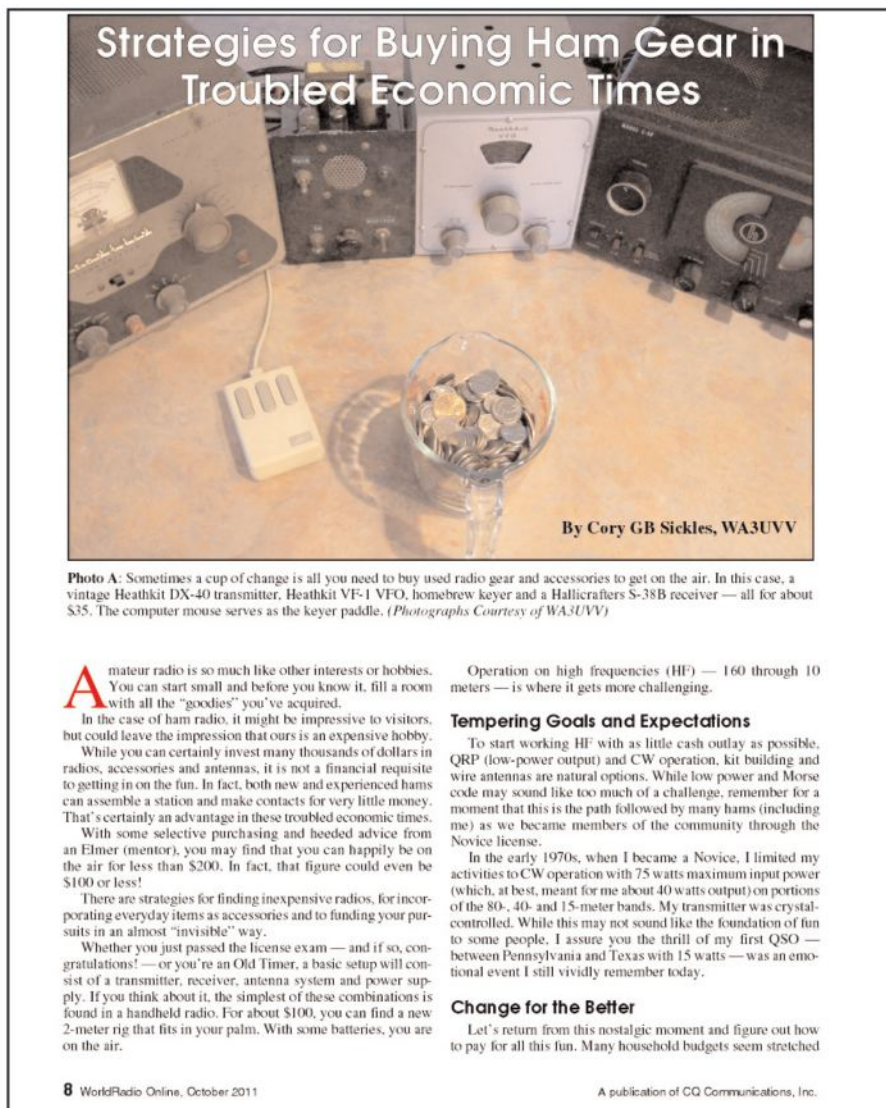 Strategies for Buying Ham Gear in
Troubled Economic Times
By Cory GB Sickles, WA3UVV
Photo A: Sometimes a cup of change is all you need to buy used radio gear and accessories to get on the air. In this case, a
vintage Heathkit DX-40 transmitter, Heathkit VF-1 VFO, homebrew keyer and a Hallicrafters S-38B receiver — all for about
$35. The computer mouse serves as the keyer paddle. (Photographs Courtesy of WA3UVV)
Amateur radio is so much like other interests or hobbies.
You can start small and before you know it, fill a room
with all the “goodies” you’ve acquired.
In the case of ham radio, it might be impressive to visitors,
but could leave the impression that ours is an expensive hobby.
While you can certainly invest many thousands of dollars in
radios, accessories and antennas, it is not a financial requisite
to getting in on the fun. In fact, both new and experienced hams
can assemble a station and make contacts for very little money.
That’s certainly an advantage in these troubled economic times.
With some selective purchasing and heeded advice from
an Elmer (mentor), you may find that you can happily be on
the air for less than $200. In fact, that figure could even be
$100 or less!
There are strategies for finding inexpensive radios, for incor-
porating everyday items as accessories and to funding your pur-
suits in an almost “invisible” way.
Whether you just passed the license exam — and if so, con-
gratulations! — or you’re an Old Timer, a basic setup will con-
sist of a transmitter, receiver, antenna system and power sup-
ply. If you think about it, the simplest of these combinations is
found in a handheld radio. For about $100, you can find a new
2-meter rig that fits in your palm. With some batteries, you are
on the air.
Operation on high frequencies (HF) — 160 through 10
meters — is where it gets more challenging.
Tempering Goals and Expectations
To start working HF with as little cash outlay as possible,
QRP (low-power output) and CW operation, kit building and
wire antennas are natural options. While low power and Morse
code may sound like too much of a challenge, remember for a
moment that this is the path followed by many hams (including
me) as we became members of the community through the
Novice license.
In the early 1970s, when I became a Novice, I limited my
activities to CW operation with 75 watts maximum input power
(which, at best, meant for me about 40 watts output) on portions
of the 80-, 40- and 15-meter bands. My transmitter was crystal-
controlled. While this may not sound like the foundation of fun
to some people, I assure you the thrill of my first QSO —
between Pennsylvania and Texas with 15 watts — was an emo-
tional event I still vividly remember today.
Change for the Better
Let’s return from this nostalgic moment and figure out how
to pay for all this fun. Many household budgets seem stretched
8 WorldRadio Online, October 2011
A publication of CQ Communications, Inc.